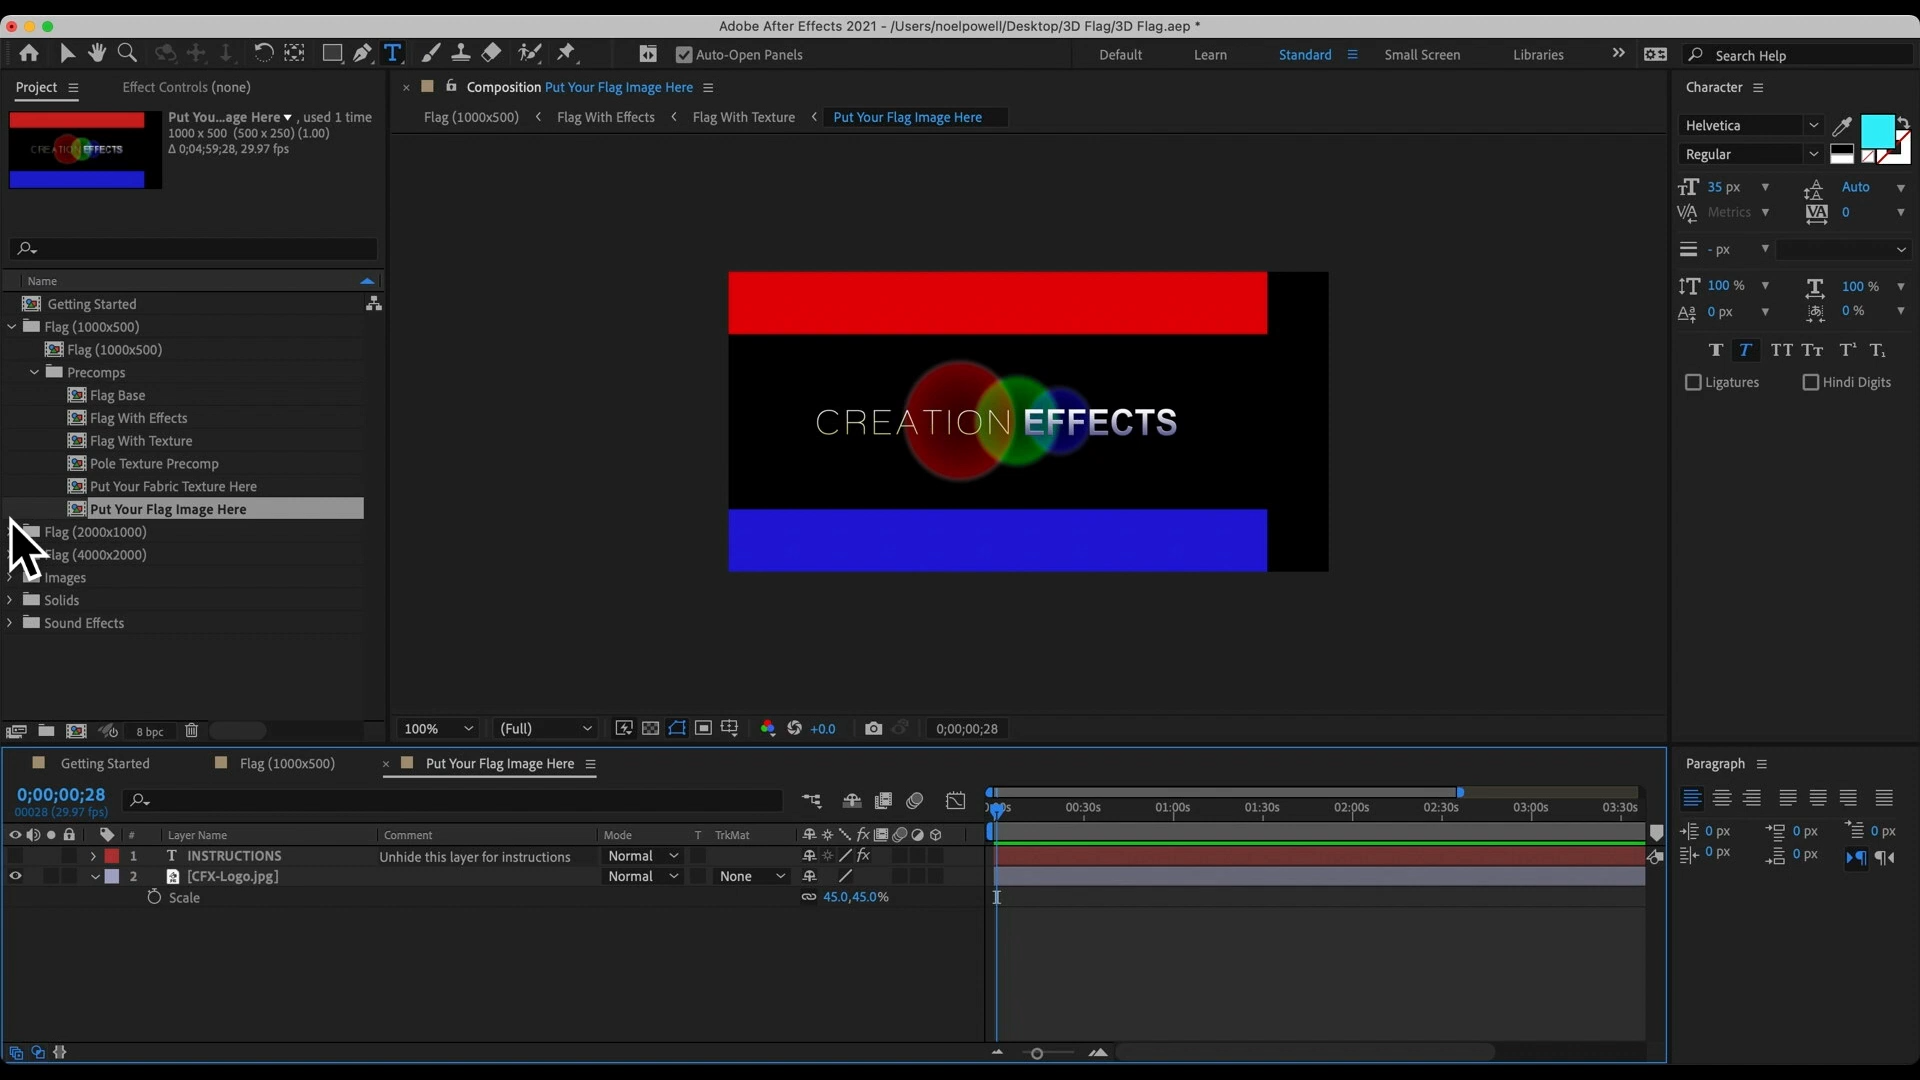 Adobe After Effects 2021 - /Users/noelpowell/Desktop/3D Flag/3D Flag.aep *
Auto-Open Panels
Default
Learn
Standard
Small Screen
Libraries
Search Help
Project
Effect Controls (none)
Composition Put Your Flag Image Here
Character
Put You...age Here, used 1 time
1000 x 500 (500 x 250) (1.00)
Δ 0;04;59;28, 29.97 fps
Flag (1000x500)
Flag With Effects
Flag With Texture
Put Your Flag Image Here
Helvetica
Regular
35 px
Auto
Metrics
0
- px
100 %
100 %
0 px
0 %
Ligatures
Hindi Digits
Name
Getting Started
Flag (1000x500)
Flag (1000x500)
Precomps
Flag Base
Flag With Effects
Flag With Texture
Pole Texture Precomp
Put Your Fabric Texture Here
Put Your Flag Image Here
Flag (2000x1000)
Flag (4000x2000)
Images
Solids
Sound Effects
CREATION EFFECTS
8 bpc
100%
(Full)
+0.0
0;00;00;28
Getting Started
Flag (1000x500)
Put Your Flag Image Here
Paragraph
0;00;00;28
00028 (29.97 fps)
00:30s
01:00s
01:30s
02:00s
02:30s
03:00s
03:30s
# Layer Name
Comment
Mode
T TrkMat
1 INSTRUCTIONS
Unhide this layer for instructions
Normal
2 [CFX-Logo.jpg]
Normal
None
Scale
45.0,45.0%
0 px
0 px
0 px
0 px
0 px